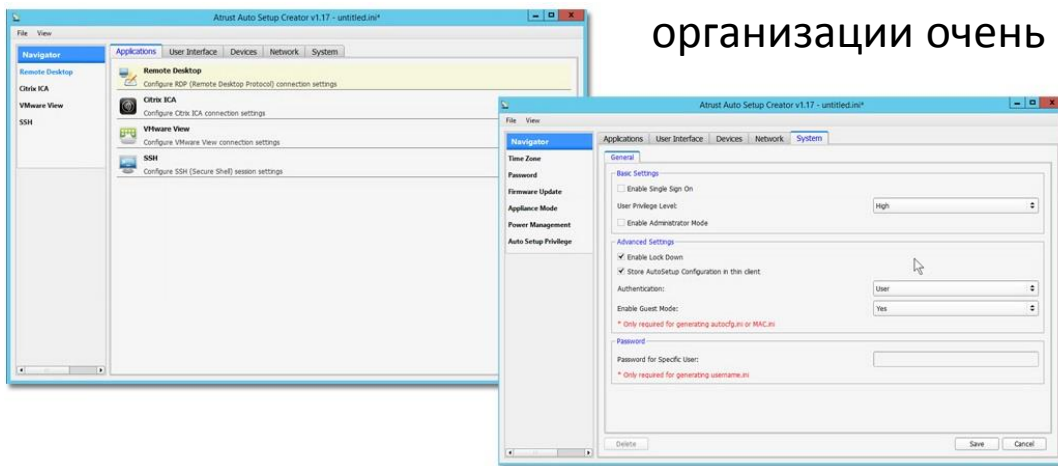 организации очень
Atrust Auto Setup Creator v1.17 - untitled.ini*
File View
Navigator
Remote Desktop
Citrix ICA
VMware View
SSH
Applications User Interface Devices Network System
Remote Desktop
Configure RDP (Remote Desktop Protocol) connection settings
Citrix ICA
Configure Citrix ICA connection settings
VMware View
Configure VMware View connection settings
SSH
Configure SSH (Secure Shell) session settings
Atrust Auto Setup Creator v1.17 - untitled.ini*
File View
Navigator
Time Zone
Password
Firmware Update
Appliance Mode
Power Management
Auto Setup Privilege
Applications User Interface Devices Network System
General
Basic Settings
Enable Single Sign On
User Privilege Level: High
Enable Administrator Mode
Advanced Settings
Enable Lock Down
Store AutoSetup Configuration in thin client
Authentication: User
Enable Guest Mode: Yes
* Only required for generating autocfg.ini or MAC.ini
Password
Password for Specific User:
* Only required for generating username.ini
Delete Save Cancel